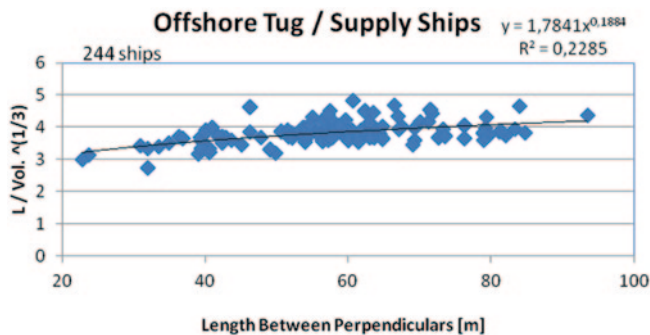 Offshore Tug / Supply Ships
y = 1,7841x^0,1884
R² = 0,2285
244 ships
6
5
4
3
2
1
0
L / Vol. ^(1/3)
20 40 60 80 100
Length Between Perpendiculars [m]